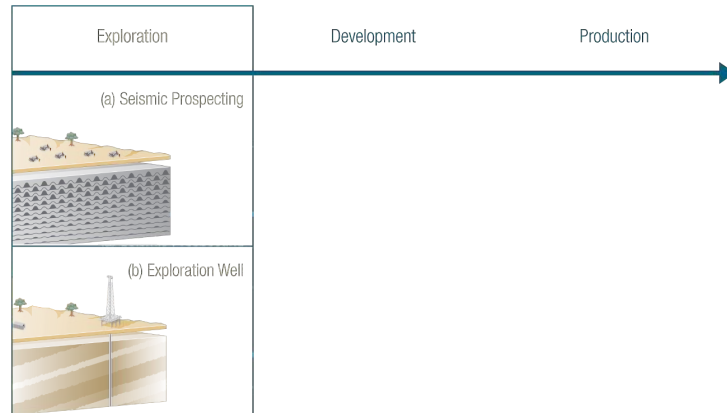 Exploration
Development
Production
(a) Seismic Prospecting
(b) Exploration Well